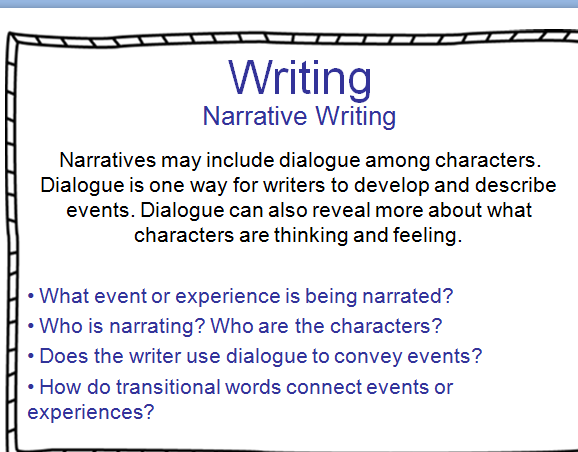 Writing
Narrative Writing
Narratives may include dialogue among characters.
Dialogue is one way for writers to develop and describe
events. Dialogue can also reveal more about what
characters are thinking and feeling.
• What event or experience is being narrated?
• Who is narrating? Who are the characters?
• Does the writer use dialogue to convey events?
• How do transitional words connect events or
experiences?